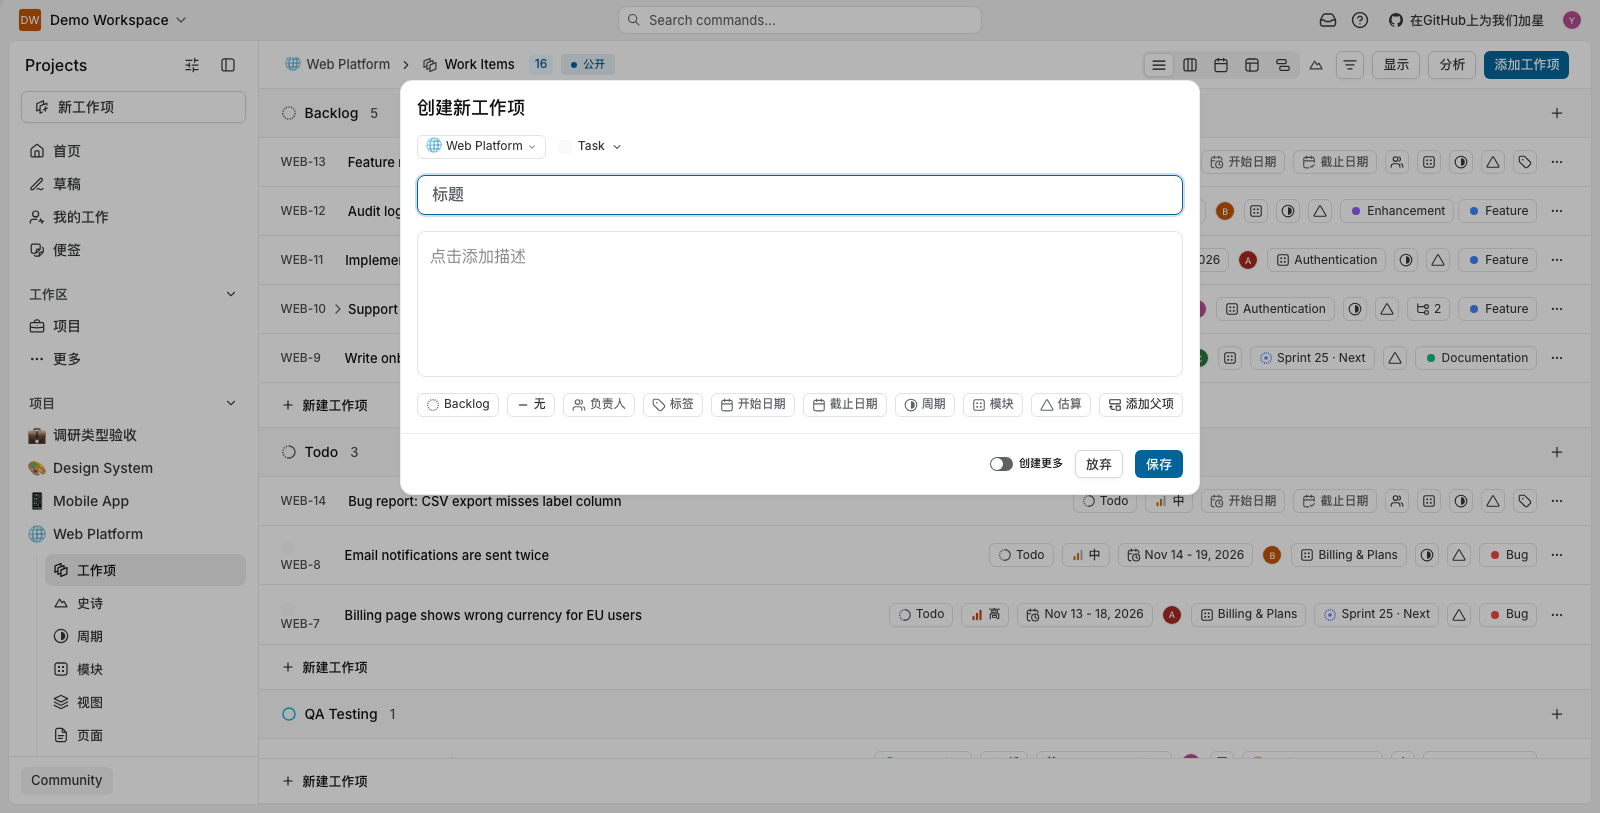 DW Demo Workspace
Search commands...
在GitHub上为我们加星
Y
Projects
新工作项
首页
草稿
我的工作
便签
工作区
项目
更多
项目
调研类型验收
Design System
Mobile App
Web Platform
工作项
史诗
周期
模块
视图
页面
Community
Web Platform
Work Items
16
公开
显示
分析
添加工作项
Backlog 5
WEB-13 Feature
开始日期
截止日期
WEB-12 Audit log
B
Enhancement
Feature
WEB-11 Implemen
026
A
Authentication
Feature
WEB-10 Support
Authentication
2
Feature
WEB-9 Write onb
Sprint 25 · Next
Documentation
新建工作项
创建新工作项
Web Platform
Task
标题
点击添加描述
Backlog
无
负责人
标签
开始日期
截止日期
周期
模块
估算
添加父项
创建更多
放弃
保存
Todo 3
WEB-14 Bug report: CSV export misses label column
Todo
中
开始日期
截止日期
WEB-8 Email notifications are sent twice
Todo
中
Nov 14 - 19, 2026
B
Billing & Plans
Bug
WEB-7 Billing page shows wrong currency for EU users
Todo
高
Nov 13 - 18, 2026
A
Billing & Plans
Sprint 25 · Next
Bug
新建工作项
QA Testing 1
新建工作项